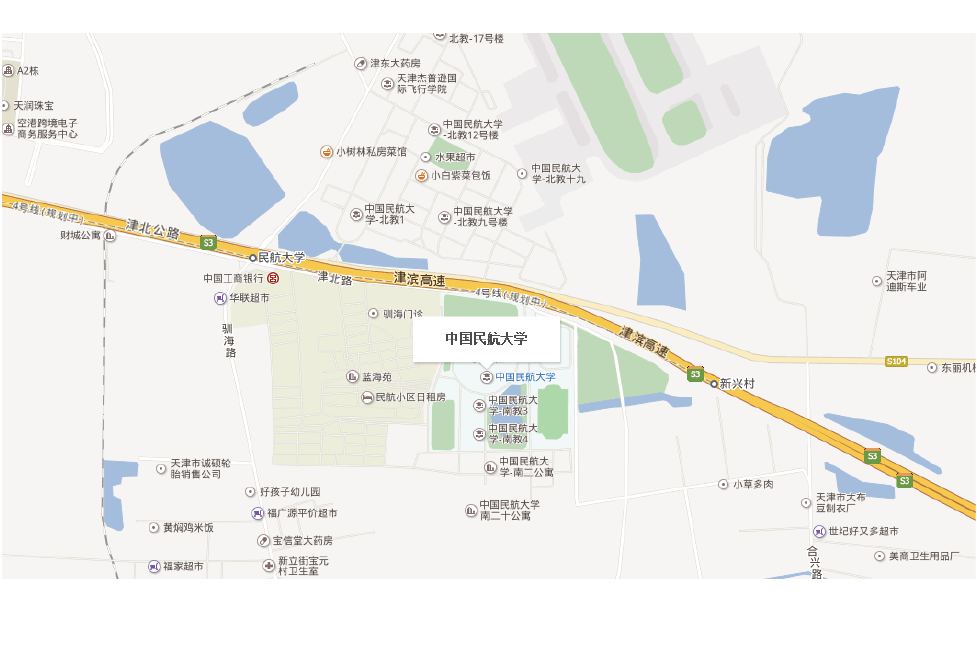 北教-17号楼
津东大药房
A2栋
天津杰普逊国
际飞行学院
天润珠宝
空港跨境电子
商务服务中心
中国民航大学
-北教12号楼
小树林私房菜馆
水果超市
小白紫菜包饭
中国民航大
学-北教十九
4号线(规划中)
津北公路
中国民航大
学-北教1
中国民航大学
-北教九号楼
财城公寓
S3
民航大学
中国工商银行
津北路
津滨高速
天津市阿
迪斯车业
华联超市
4号线(规划中)
驯海门诊
驯海路
中国民航大学
津滨高速
S104
东丽机
S3
新兴村
蓝海苑
中国民航大学
民航小区日租房
中国民航大
学-南教3
中国民航大
学-南教4
S3
天津市诚硕轮
胎销售公司
中国民航大
学-南二公寓
S3
小草多肉
好孩子幼儿园
天津市大布
豆制衣厂
福广源平价超市
中国民航大学
南二十公寓
黄焖鸡米饭
世纪好又多超市
宝信堂大药房
合兴路
美商卫生用品厂
福家超市
新立街宝元
村卫生室